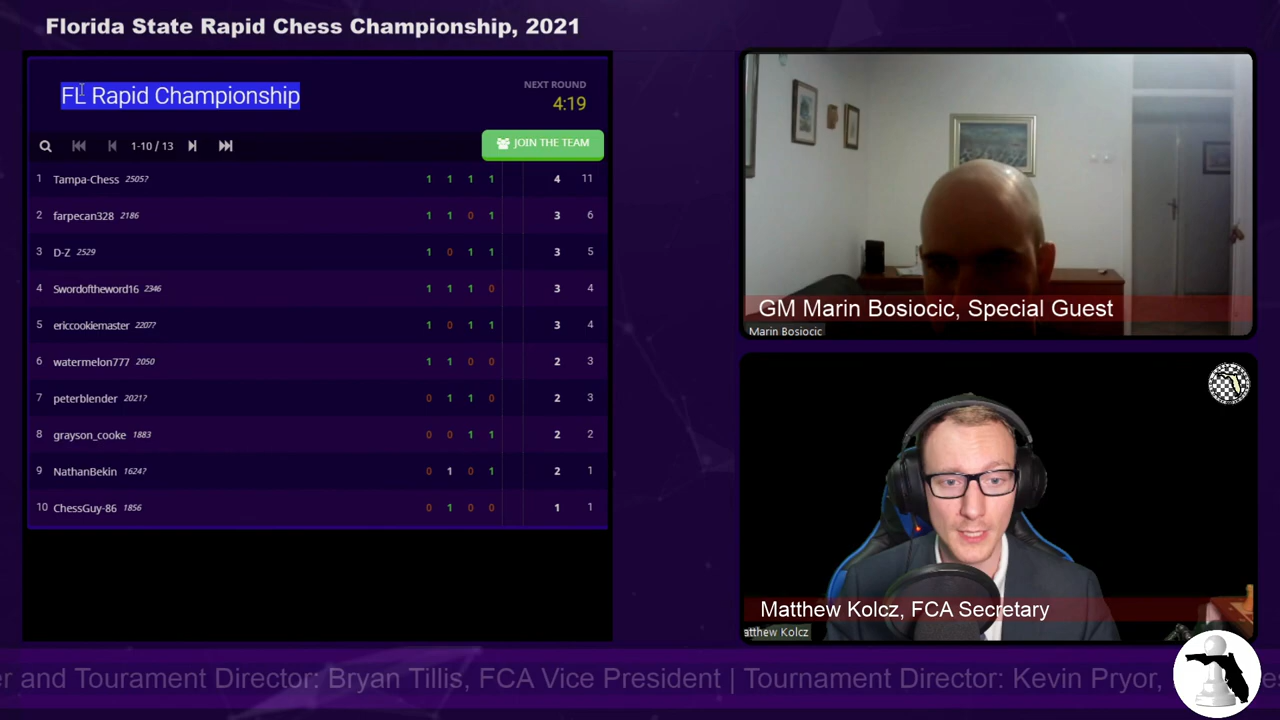 Florida State Rapid Chess Championship, 2021
FL Rapid Championship
NEXT ROUND
4:19
1-10 / 13
JOIN THE TEAM
1 Tampa-Chess 2505? 1 1 1 1 4 11
2 farpecan328 2186 1 1 0 1 3 6
3 D-Z 2529 1 0 1 1 3 5
4 Swordoftheword16 2346 1 1 1 0 3 4
5 ericcookiemaster 2207? 1 0 1 1 3 4
6 watermelon777 2050 1 1 0 0 2 3
7 peterblender 2021? 0 1 1 0 2 3
8 grayson_cooke 1883 0 0 1 1 2 2
9 NathanBekin 1624? 0 1 0 1 2 1
10 ChessGuy-86 1856 0 1 0 0 1 1
GM Marin Bosiocic, Special Guest
Marin Bosiocic
Matthew Kolcz, FCA Secretary
atthew Kolcz
er and Tourament Director: Bryan Tillis, FCA Vice President | Tournament Director: Kevin Pryor,